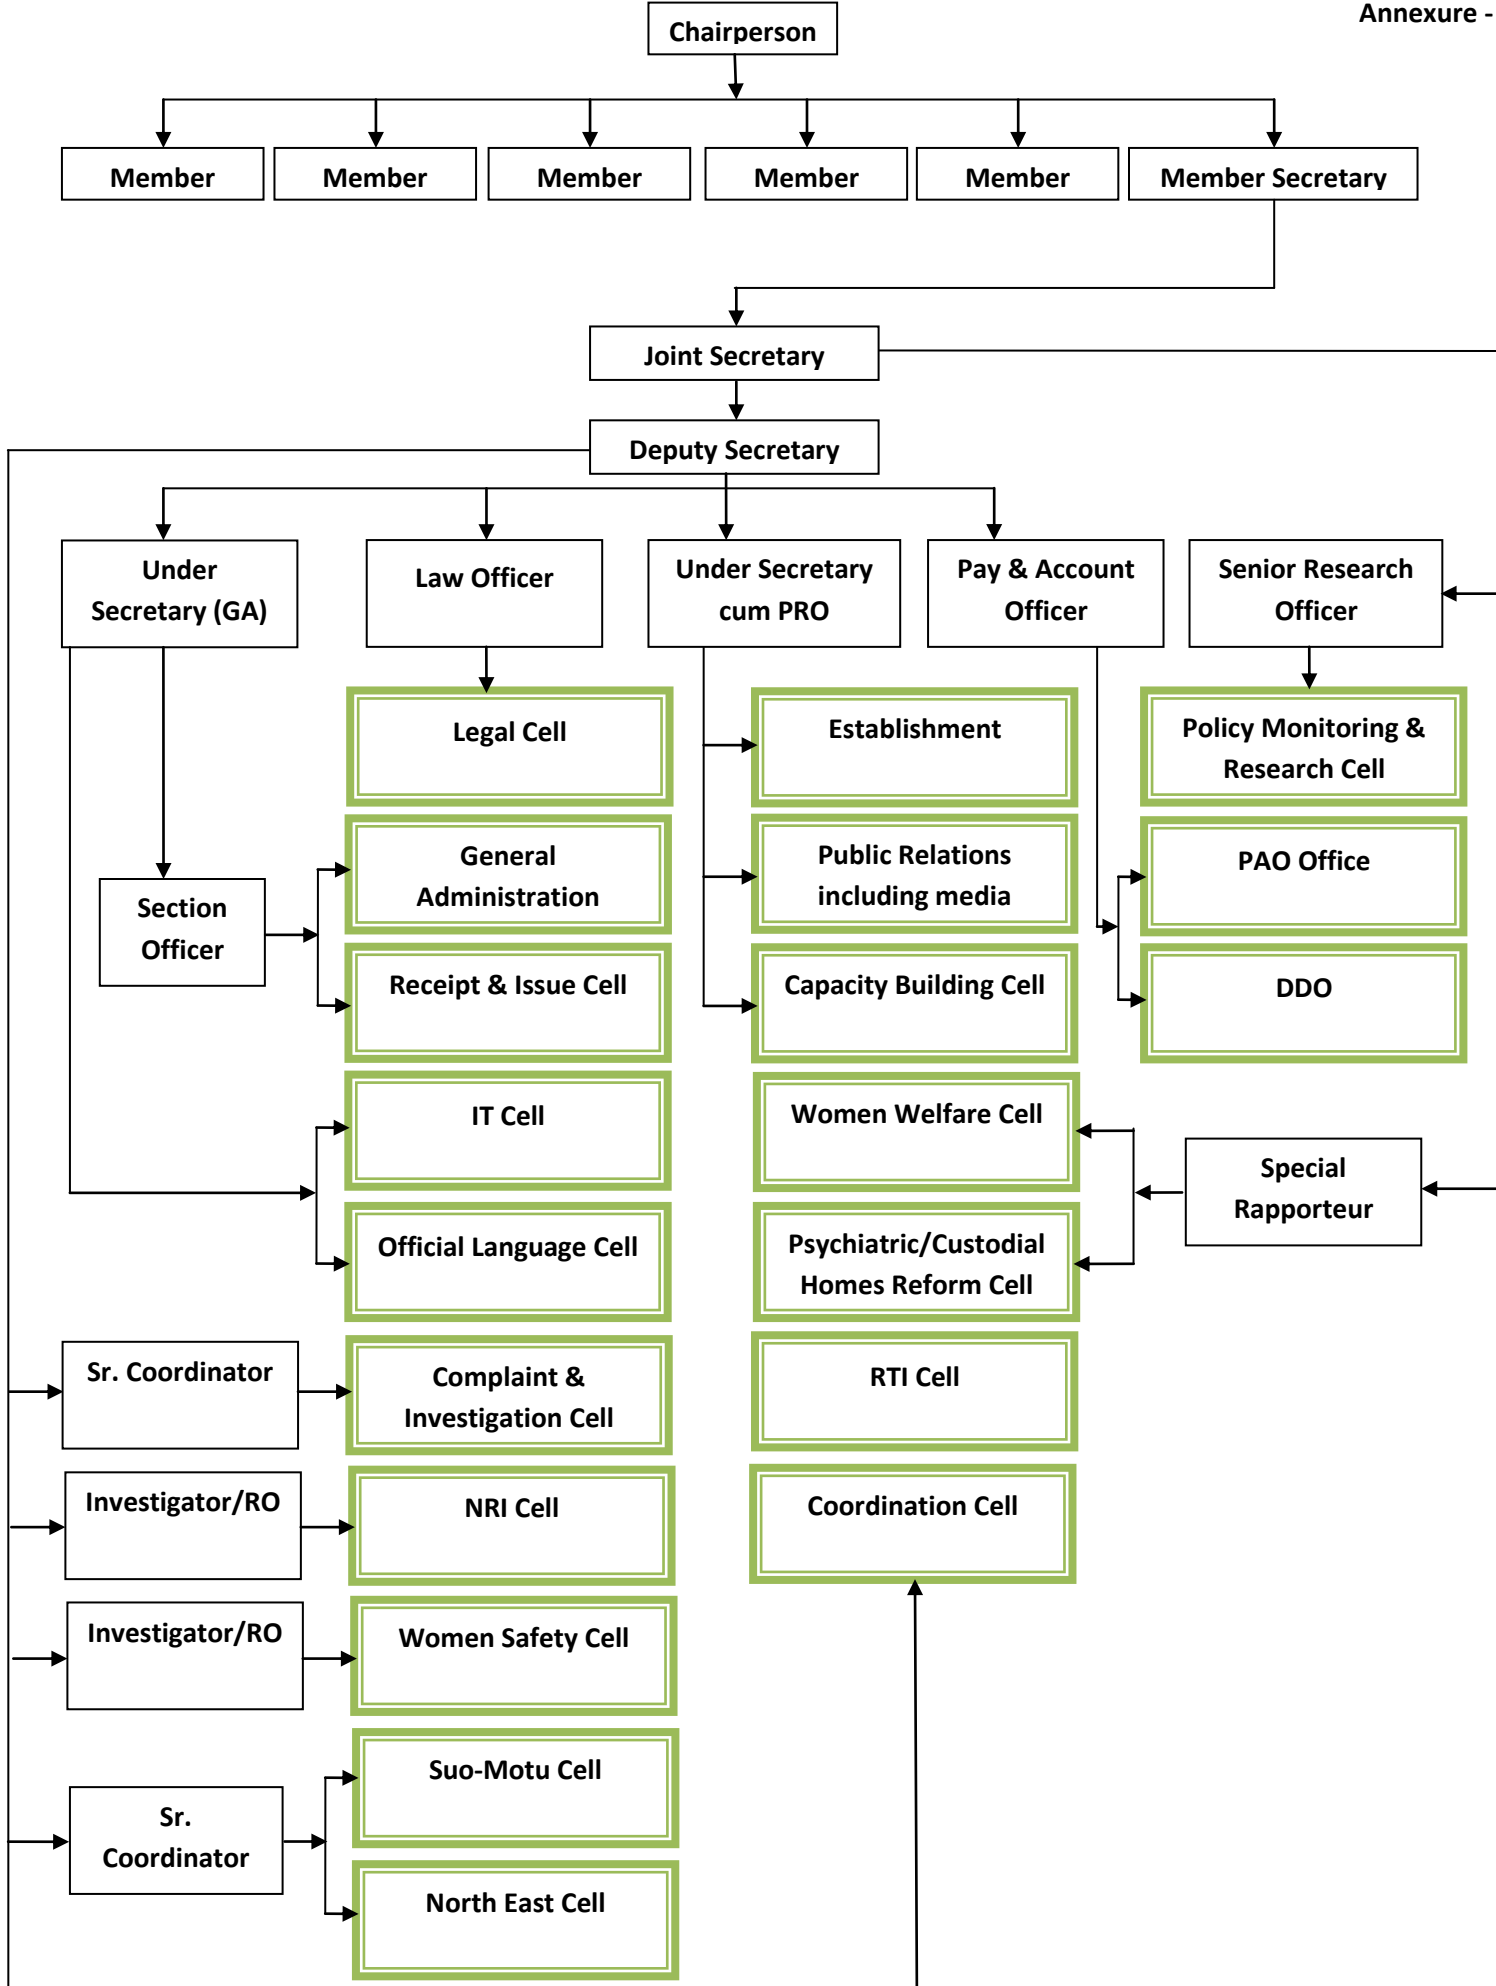 Annexure -
Chairperson
Member
Member
Member
Member
Member
Member Secretary
Joint Secretary
Deputy Secretary
Under
Secretary (GA)
Law Officer
Under Secretary
cum PRO
Pay & Account
Officer
Senior Research
Officer
Legal Cell
Establishment
Policy Monitoring &
Research Cell
General
Administration
Public Relations
including media
PAO Office
Section
Officer
Receipt & Issue Cell
Capacity Building Cell
DDO
IT Cell
Women Welfare Cell
Special
Rapporteur
Official Language Cell
Psychiatric/Custodial
Homes Reform Cell
Sr. Coordinator
Complaint &
Investigation Cell
RTI Cell
Investigator/RO
NRI Cell
Coordination Cell
Investigator/RO
Women Safety Cell
Suo-Motu Cell
Sr.
Coordinator
North East Cell